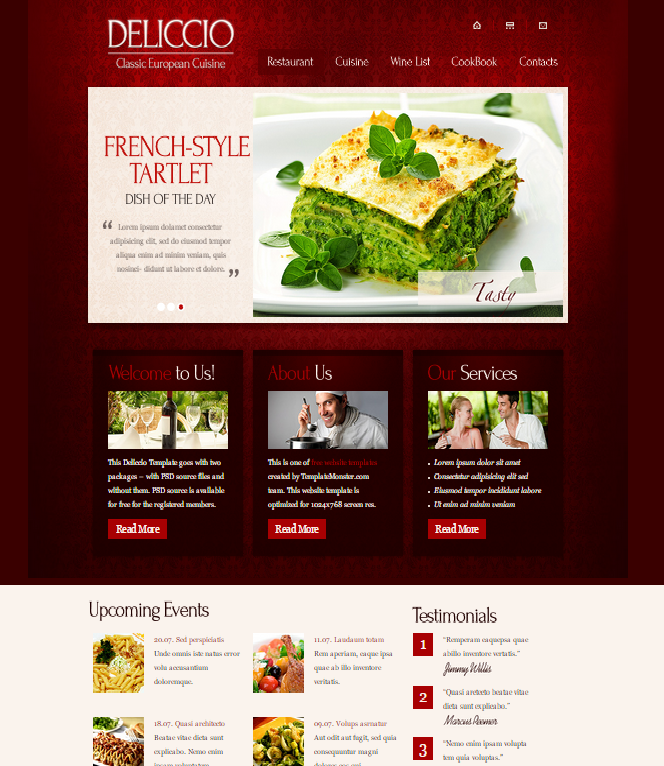 DELICCIO
Classic European Cuisine
Restaurant
Cuisine
Wine List
CookBook
Contacts
FRENCH-STYLE
TARTLET
DISH OF THE DAY
“ Lorem ipsum dolamet consectetur
adipisicing elit, sed do eiusmod tempor
aliqua enim ad minim veniam, quis
nosinci- didunt ut labore et dolore. ”
Tasty
Welcome to Us!
This Deliccio Template goes with two
packages – with PSD source files and
without them. PSD source is available
for free for the registered members.
Read More
About Us
This is one of free website templates
created by TemplateMonster.com
team. This website template is
optimized for 1024x768 screen res.
Read More
Our Services
Lorem ipsum dolor sit amet
Consectetur adipisicing elit sed
Eiusmod tempor incididunt labore
Ut enim ad minim veniam
Read More
Upcoming Events
20.07. Sed perspiciatis
Unde omnis iste natus error
volu accusantium
doloremque.
11.07. Laudaum totam
Rem aperiam, eaque ipsa
quae ab illo inventore
veritatis.
18.07. Quasi architecto
Beatae vitae dicta sunt
explicabo. Nemo enim
ipsam voluptatem
09.07. Volups asrnatur
Aut odit aut fugit, sed quia
consequuntur magni
dolores eos qui
Testimonials
1
“Remperam eaquepsa quae
abillo inventore veritatis.”
Jimmy Willis
2
“Quasi aretecto beatae vitae
dicta sunt explicabo.”
Marcus Reemer
3
“Nemo enim ipsam volupta
tem quia voluptas.”